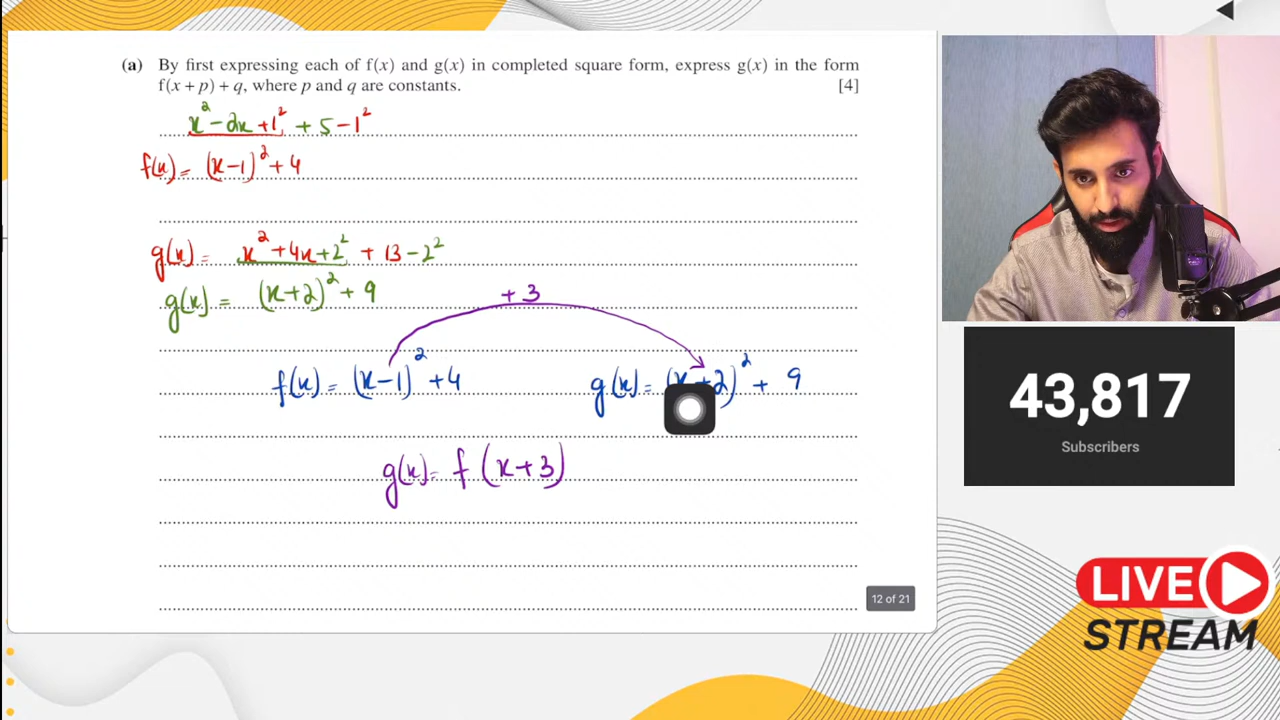 (a) By first expressing each of f(x) and g(x) in completed square form, express g(x) in the form
f(x + p) + q, where p and q are constants. [4]
x² − 2x + 1² + 5 − 1²
f(x) = (x − 1)² + 4
g(x) = x² + 4x + 2² + 13 − 2²
g(x) = (x + 2)² + 9
+3
f(x) = (x − 1)² + 4 g(x) = (x + 2)² + 9
g(x) = f(x + 3)
12 of 21
43,817
Subscribers
LIVE
STREAM